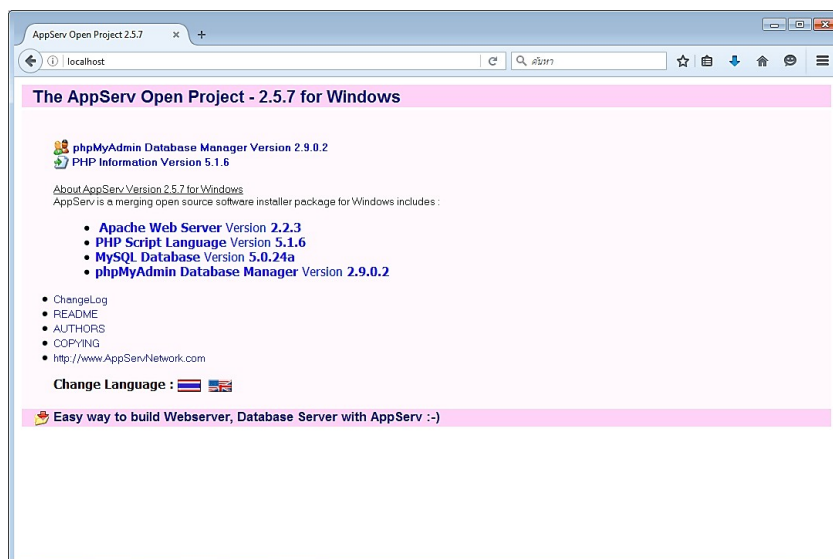 AppServ Open Project 2.5.7
localhost
ค้นหา
The AppServ Open Project - 2.5.7 for Windows
phpMyAdmin Database Manager Version 2.9.0.2
PHP Information Version 5.1.6
About AppServ Version 2.5.7 for Windows
AppServ is a merging open source software installer package for Windows includes :
Apache Web Server Version 2.2.3
PHP Script Language Version 5.1.6
MySQL Database Version 5.0.24a
phpMyAdmin Database Manager Version 2.9.0.2
ChangeLog
README
AUTHORS
COPYING
http://www.AppServNetwork.com
Change Language :
Easy way to build Webserver, Database Server with AppServ :-)